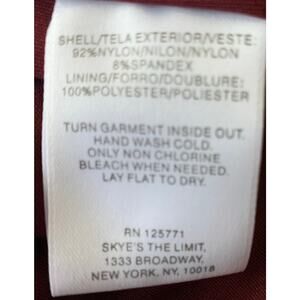 SHELL/TELA EXTERIOR/VESTE:
92%NYLON/NILON/NYLON
8%SPANDEX
LINING/FORRO/DOUBLURE:
100%POLYESTER/POLIESTER
TURN GARMENT INSIDE OUT.
HAND WASH COLD.
ONLY NON CHLORINE
BLEACH WHEN NEEDED.
LAY FLAT TO DRY.
RN 125771
SKYE'S THE LIMIT,
1333 BROADWAY,
NEW YORK, NY, 10018